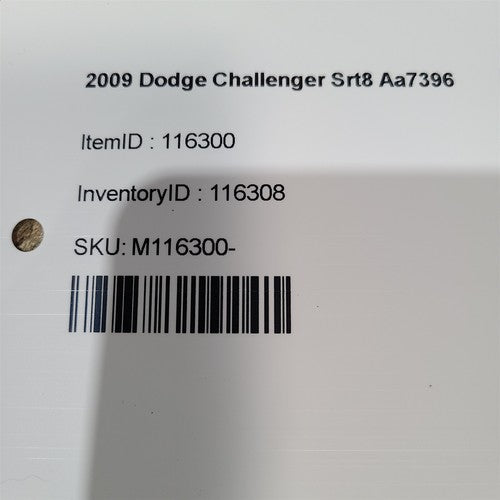 2009 Dodge Challenger Srt8 Aa7396
ItemID : 116300
InventoryID : 116308
SKU: M116300-